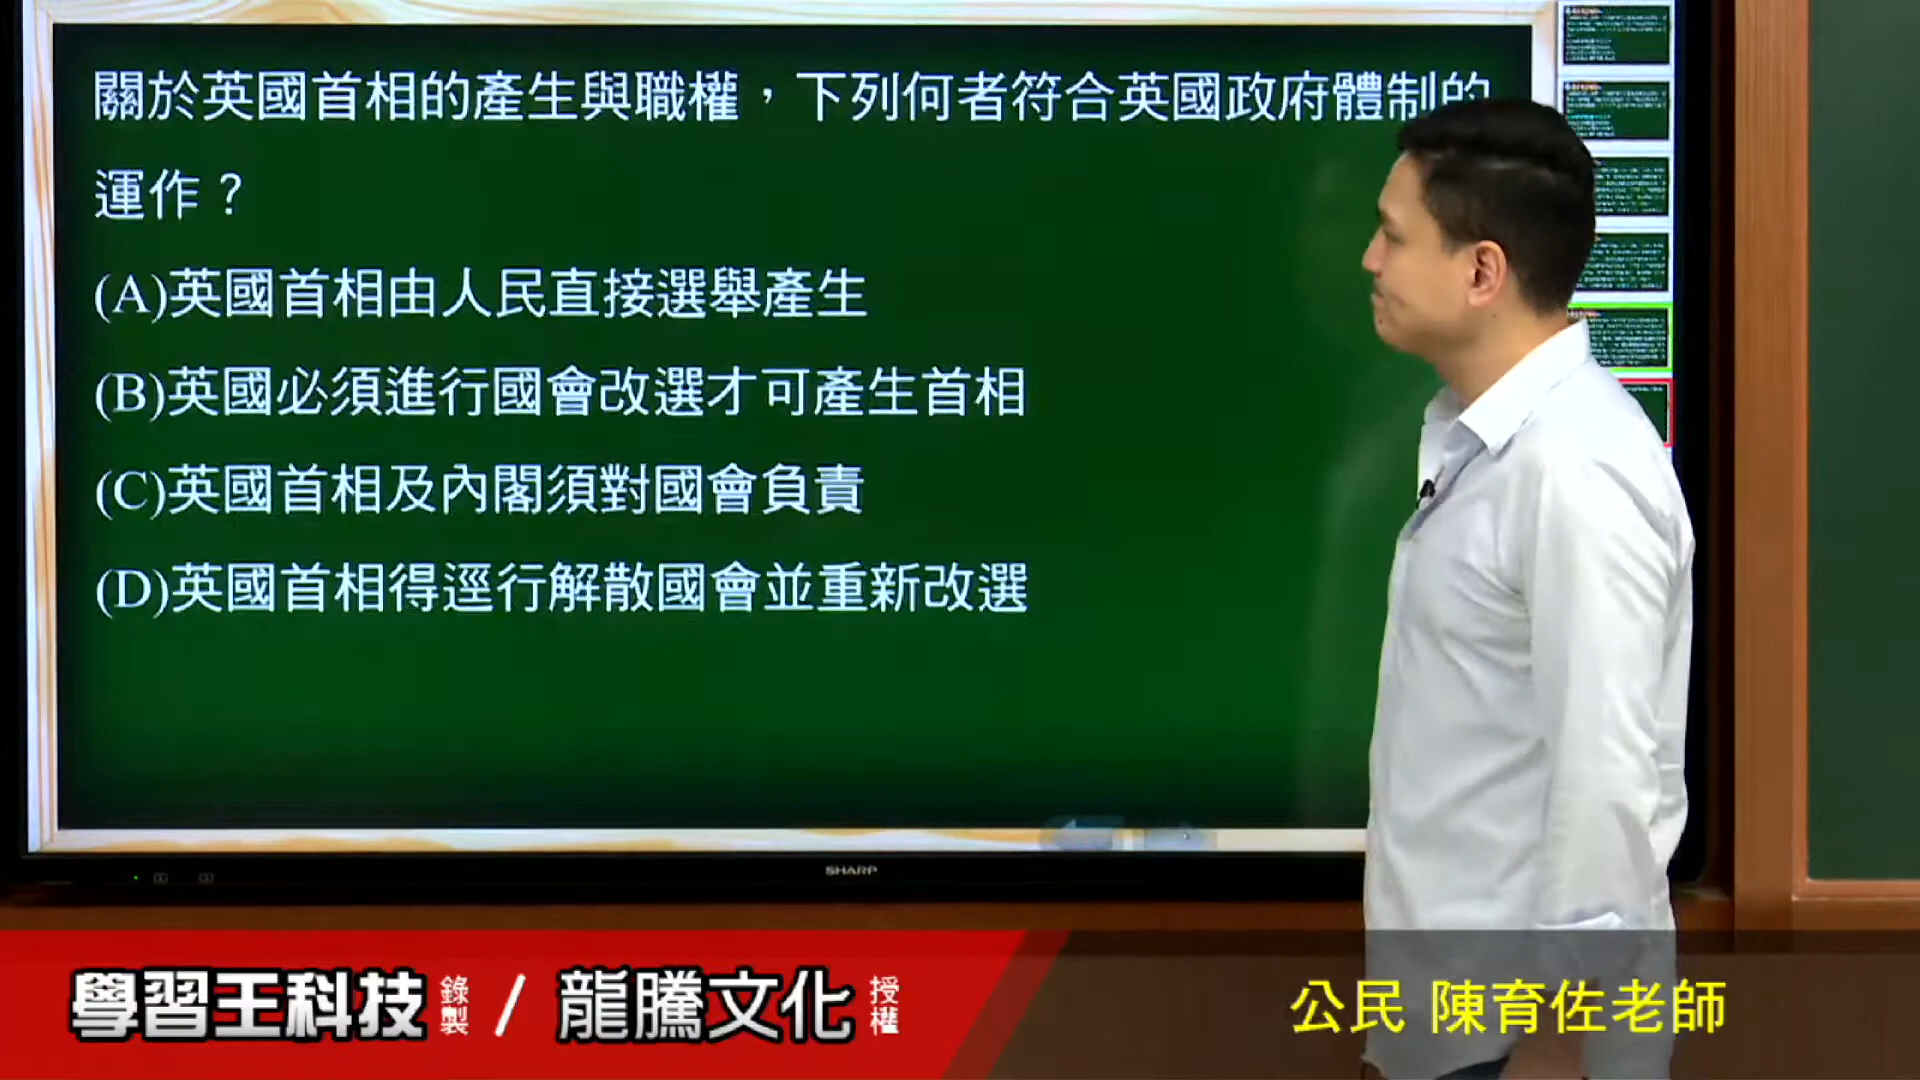 關於英國首相的產生與職權，下列何者符合英國政府體制的
運作？
(A)英國首相由人民直接選舉產生
(B)英國必須進行國會改選才可產生首相
(C)英國首相及內閣須對國會負責
(D)英國首相得逕行解散國會並重新改選
SHARP
學習王科技 錄製 / 龍騰文化 授權
公民 陳育佐老師